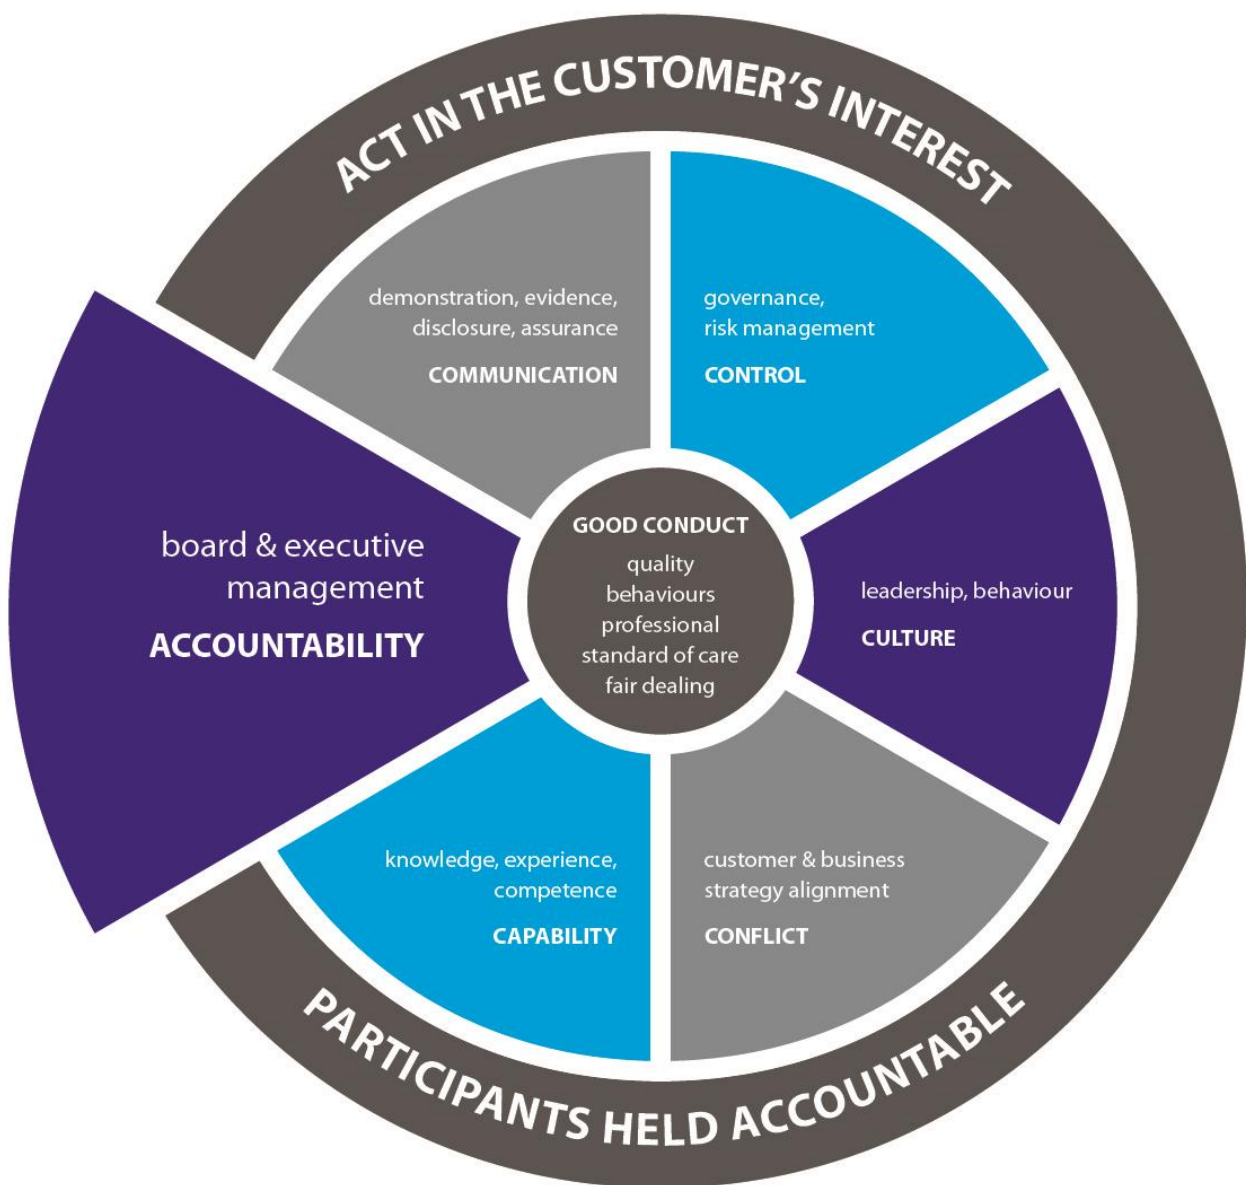 ACT IN THE CUSTOMER'S INTEREST
demonstration, evidence,
disclosure, assurance
COMMUNICATION
governance,
risk management
CONTROL
board & executive
management
ACCOUNTABILITY
GOOD CONDUCT
quality
behaviours
professional
standard of care
fair dealing
leadership, behaviour
CULTURE
knowledge, experience,
competence
CAPABILITY
customer & business
strategy alignment
CONFLICT
PARTICIPANTS HELD ACCOUNTABLE